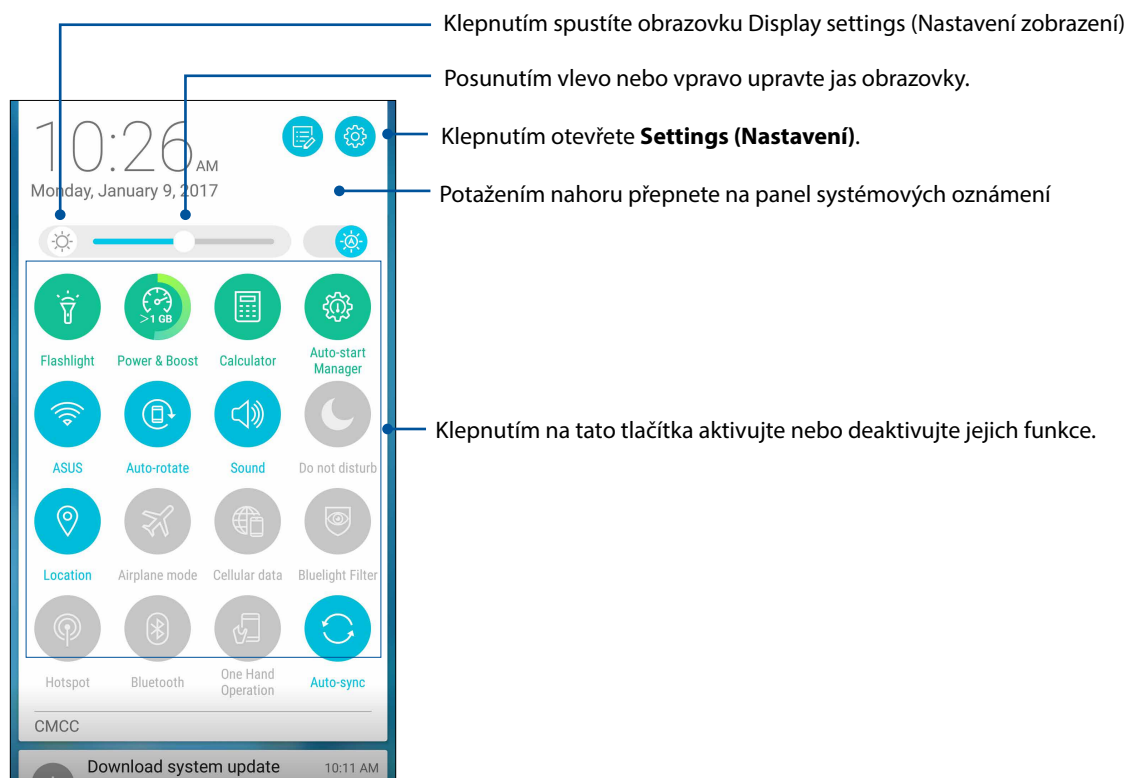 Klepnutím spustíte obrazovku Display settings (Nastavení zobrazení)
Posunutím vlevo nebo vpravo upravte jas obrazovky.
Klepnutím otevřete Settings (Nastavení).
Potažením nahoru přepnete na panel systémových oznámení
10:26 AM
Monday, January 9, 2017
A
>1 GB
Flashlight Power & Boost Calculator Auto-start Manager
Klepnutím na tato tlačítka aktivujte nebo deaktivujte jejich funkce.
ASUS Auto-rotate Sound Do not disturb
Location Airplane mode Cellular data Bluelight Filter
Hotspot Bluetooth One Hand Operation Auto-sync
CMCC
Download system update 10:11 AM